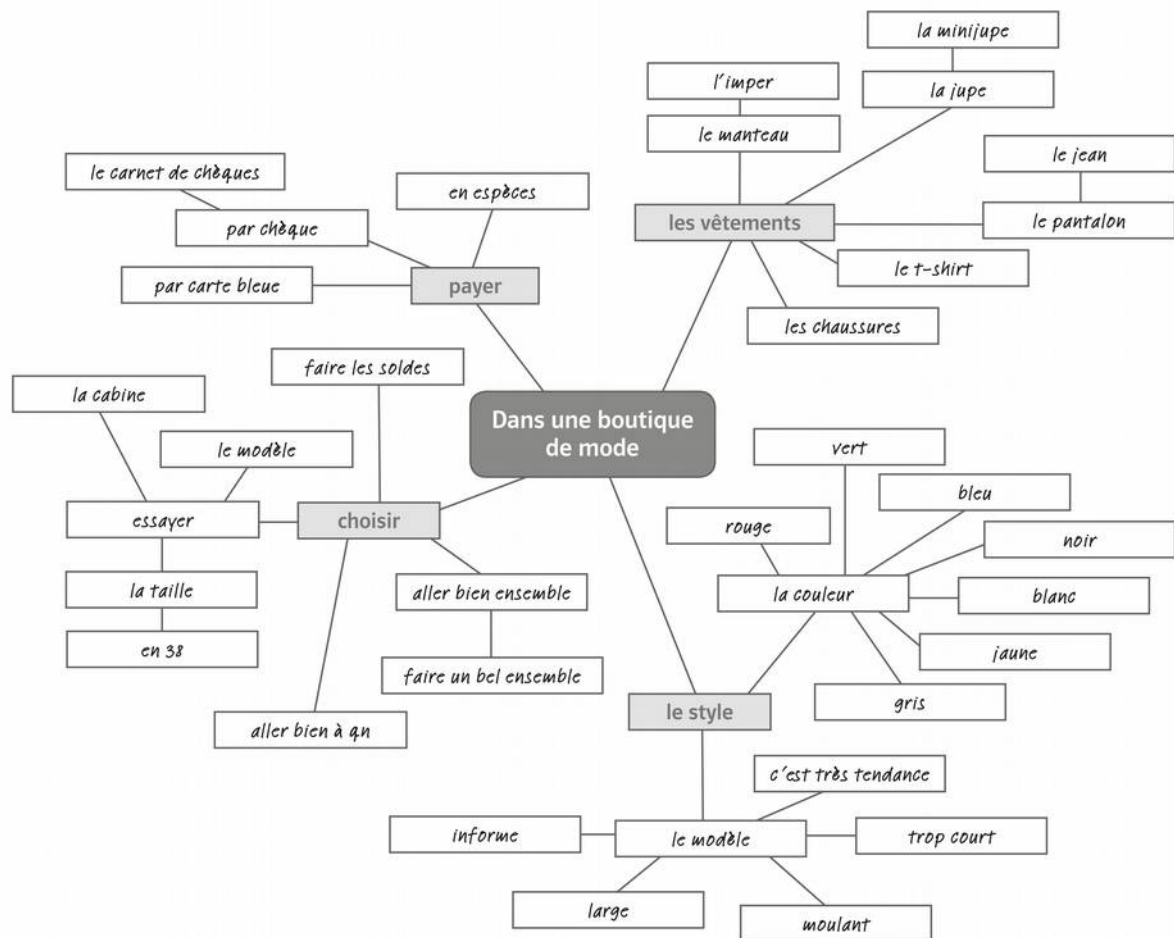 la minijupe
l'imper
la jupe
le manteau
le jean
le carnet de chèques
en espèces
par chèque
les vêtements
le pantalon
le t-shirt
par carte bleue
payer
les chaussures
faire les soldes
la cabine
Dans une boutique
de mode
le modèle
vert
bleu
essayer
choisir
rouge
noir
la taille
aller bien ensemble
la couleur
blanc
en 38
jaune
faire un bel ensemble
gris
aller bien à qn
le style
c'est très tendance
informe
le modèle
trop court
large
moulant